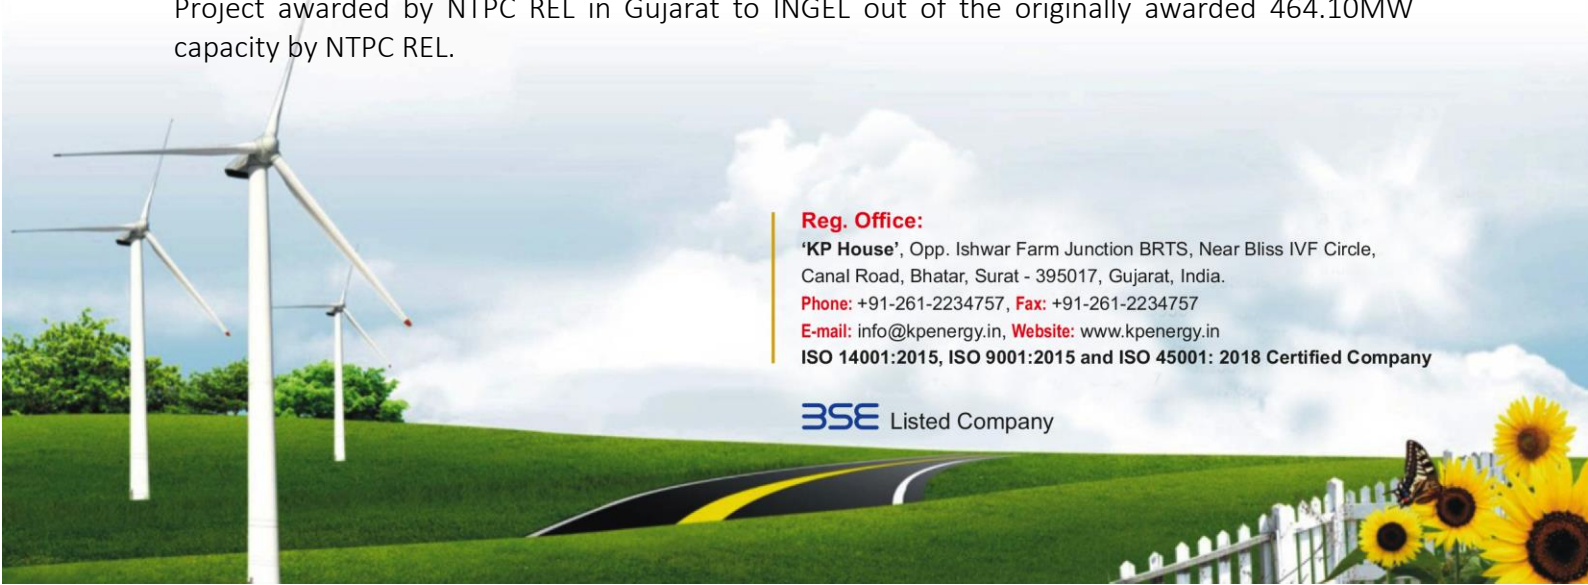 Project awarded by NTPC REL in Gujarat to INGEL out of the originally awarded 464.10MW
capacity by NTPC REL.
Reg. Office:
‘KP House’, Opp. Ishwar Farm Junction BRTS, Near Bliss IVF Circle,
Canal Road, Bhatar, Surat - 395017, Gujarat, India.
Phone: +91-261-2234757, Fax: +91-261-2234757
E-mail: info@kpenergy.in, Website: www.kpenergy.in
ISO 14001:2015, ISO 9001:2015 and ISO 45001: 2018 Certified Company
BSE Listed Company